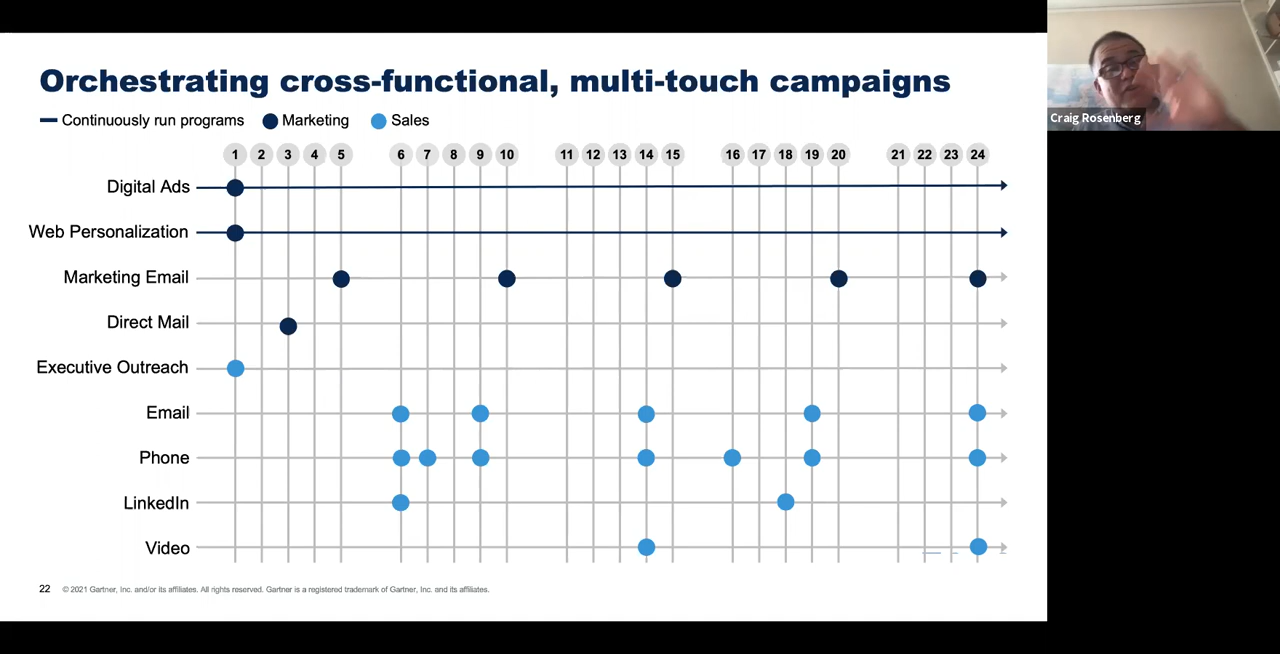 Orchestrating cross-functional, multi-touch campaigns
Craig Rosenberg
Continuously run programs Marketing Sales
1 2 3 4 5 6 7 8 9 10 11 12 13 14 15 16 17 18 19 20 21 22 23 24
Digital Ads
Web Personalization
Marketing Email
Direct Mail
Executive Outreach
Email
Phone
LinkedIn
Video
22 © 2021 Gartner, Inc. and/or its affiliates. All rights reserved. Gartner is a registered trademark of Gartner, Inc. and its affiliates.